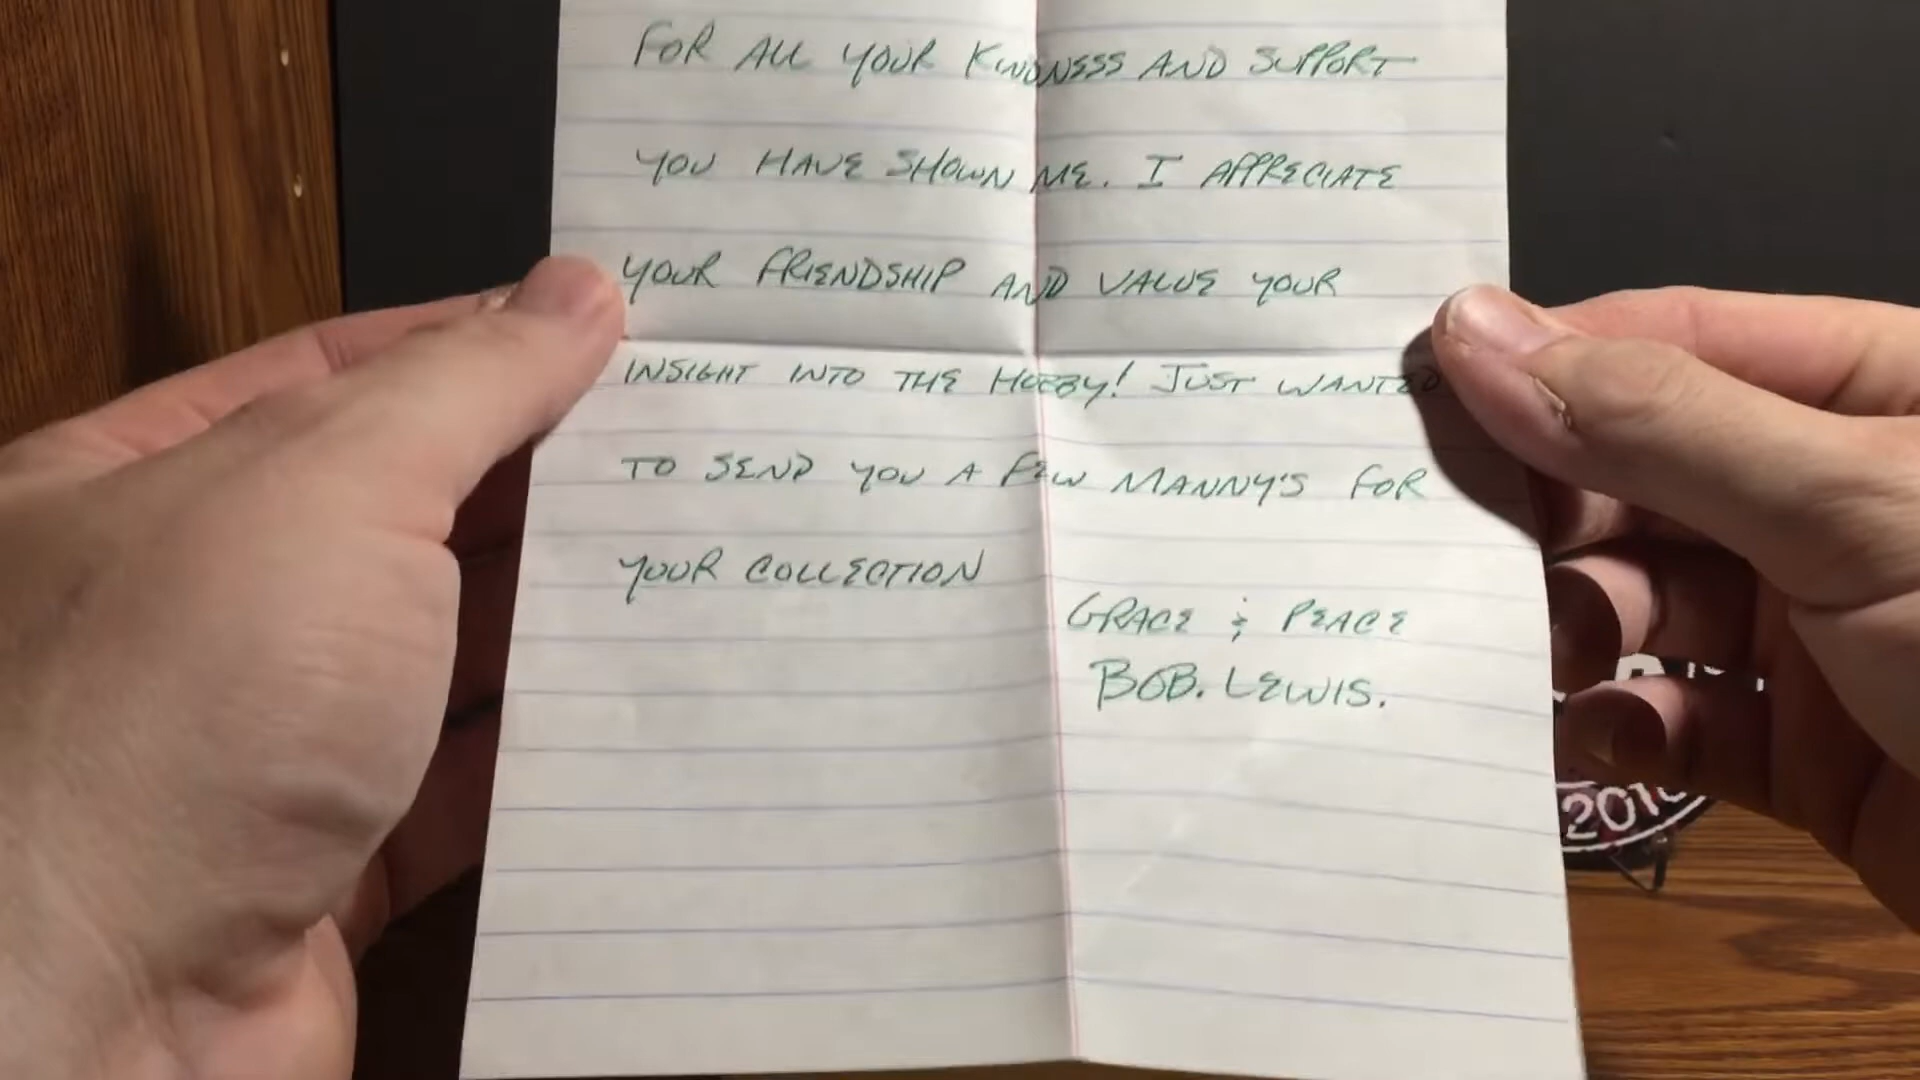 FOR ALL YOUR KINDNESS AND SUPPORT
YOU HAVE SHOWN ME. I APPRECIATE
YOUR FRIENDSHIP AND VALUE YOUR
INSIGHT INTO THE HOBBY! JUST WANTED
TO SEND YOU A FEW MANNY'S FOR
YOUR COLLECTION
GRACE & PEACE
BOB. LEWIS.